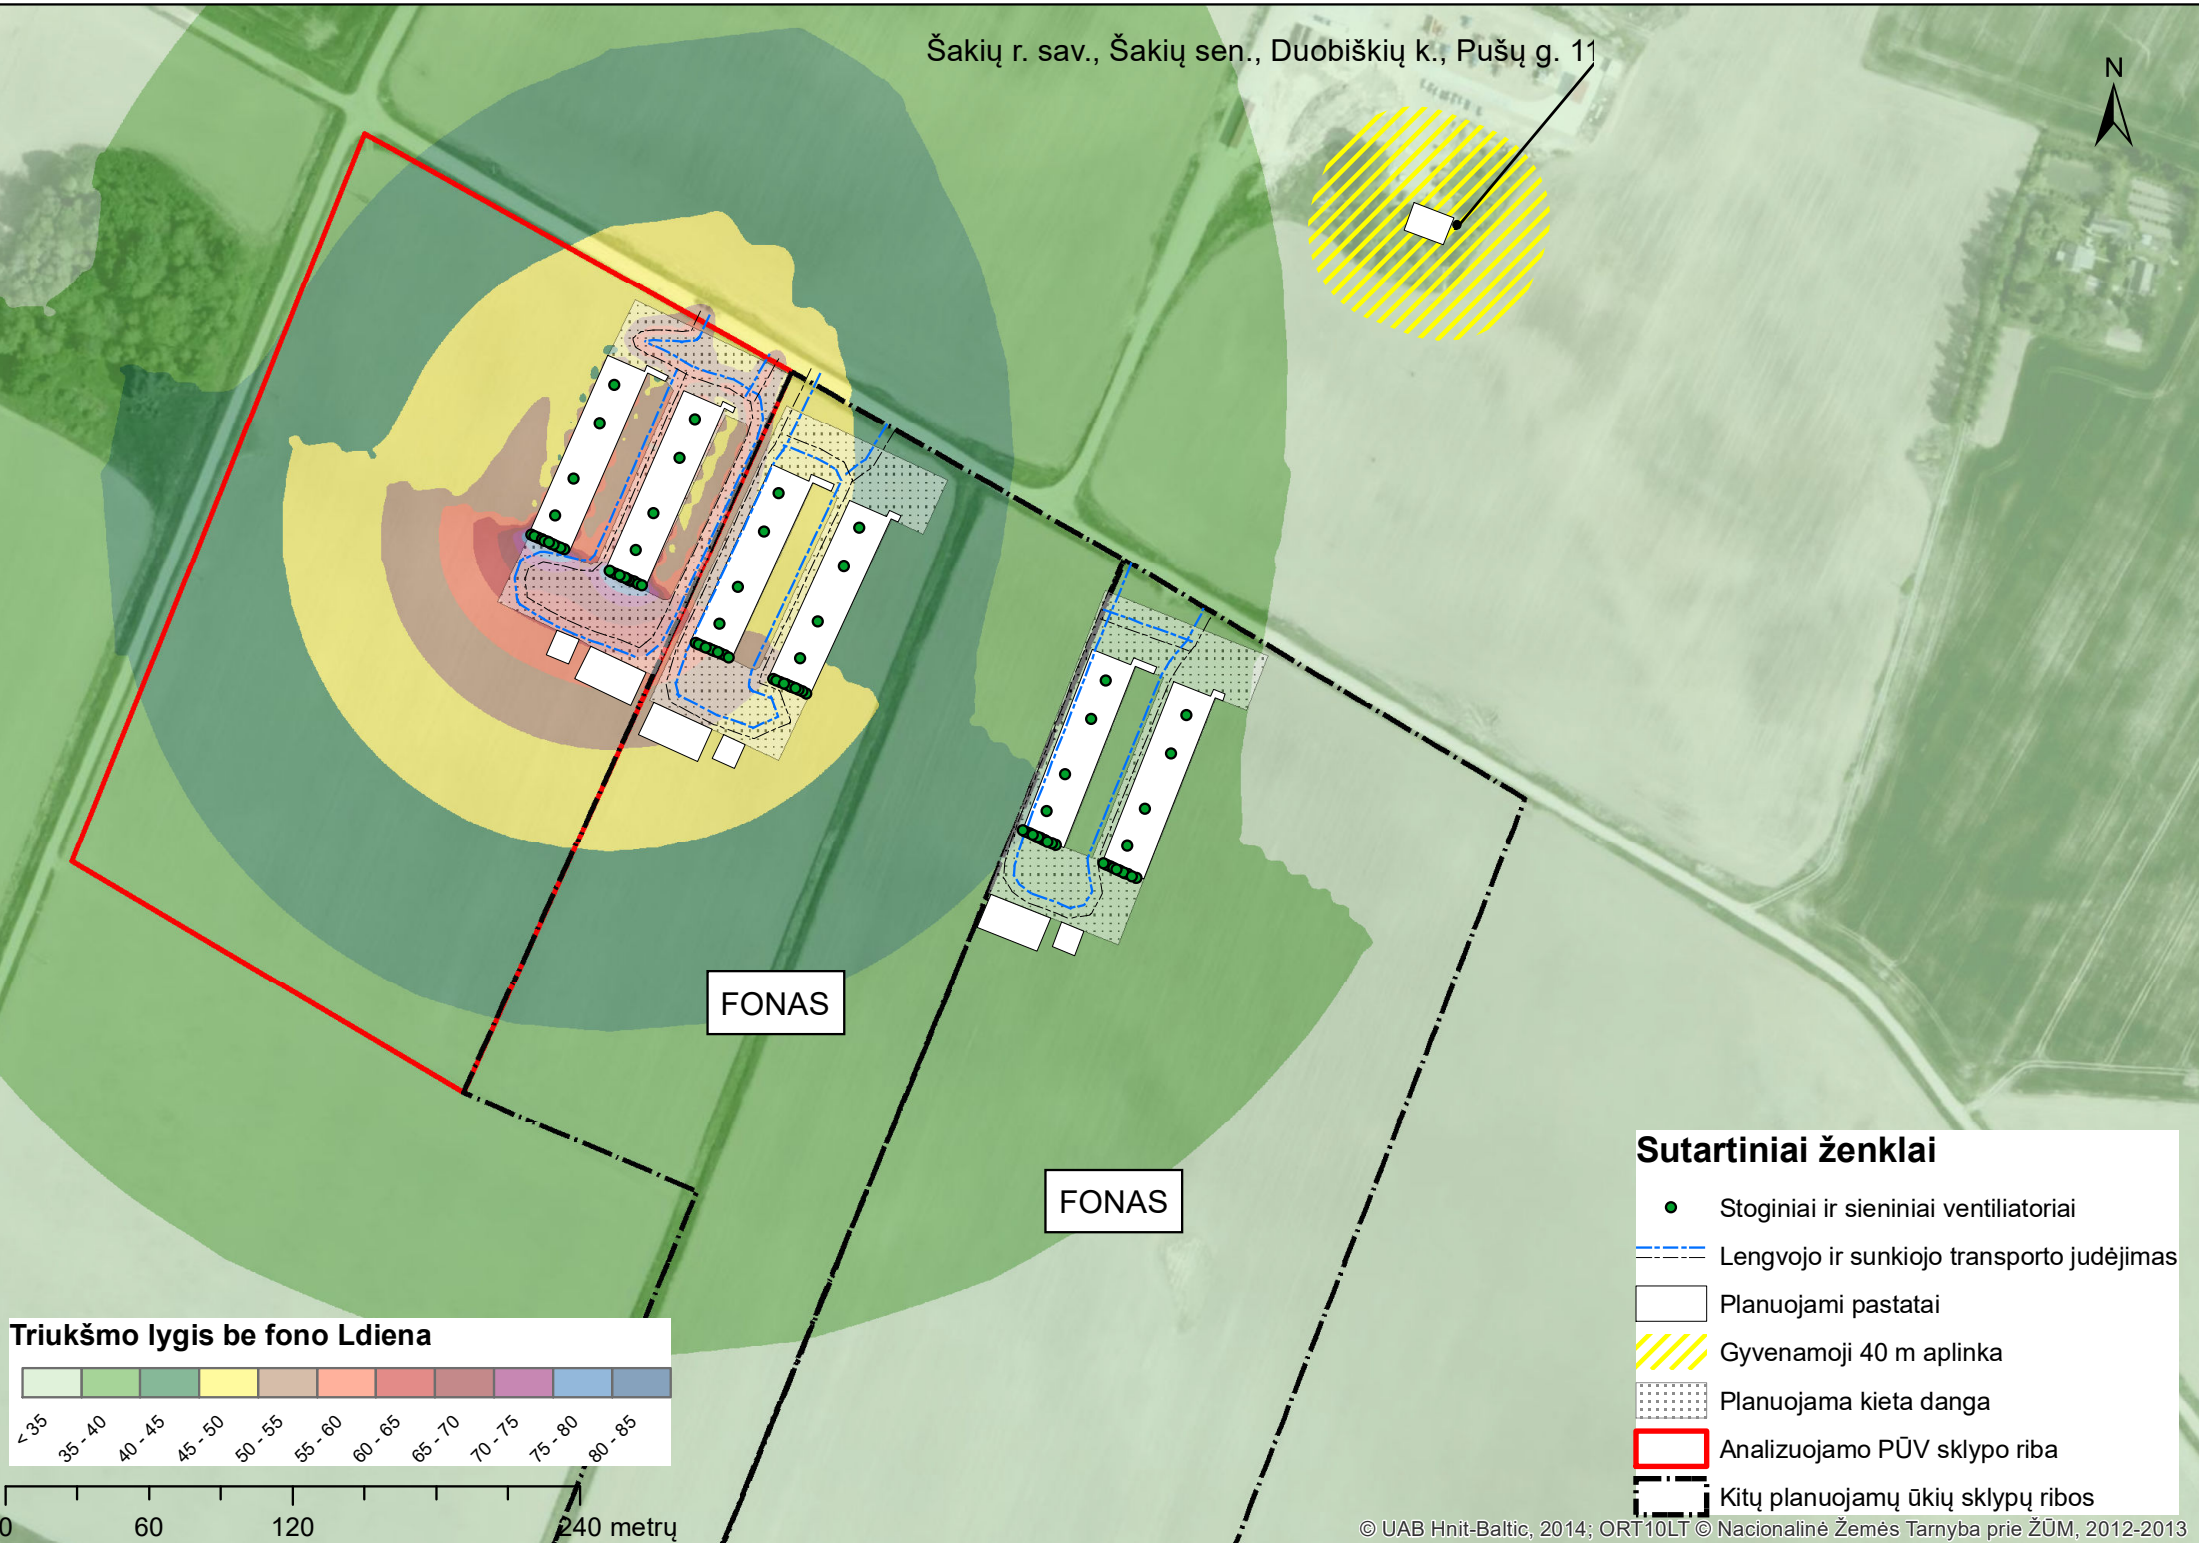 Šakių r. sav., Šakių sen., Duobiškių k., Pušų g. 11
N
FONAS
FONAS
Sutartiniai ženklai
Stoginiai ir sieniniai ventiliatoriai
Lengvojo ir sunkiojo transporto judėjimas
Planuojami pastatai
Gyvenamoji 40 m aplinka
Planuojama kieta danga
Analizuojamo PŪV sklypo riba
Kitų planuojamų ūkių sklypų ribos
Triukšmo lygis be fono Ldiena
< 35
35 - 40
40 - 45
45 - 50
50 - 55
55 - 60
60 - 65
65 - 70
70 - 75
75 - 80
80 - 85
0 60 120 240 metrų
© UAB Hnit-Baltic, 2014; ORT10LT © Nacionalinė Žemės Tarnyba prie ŽŪM, 2012-2013